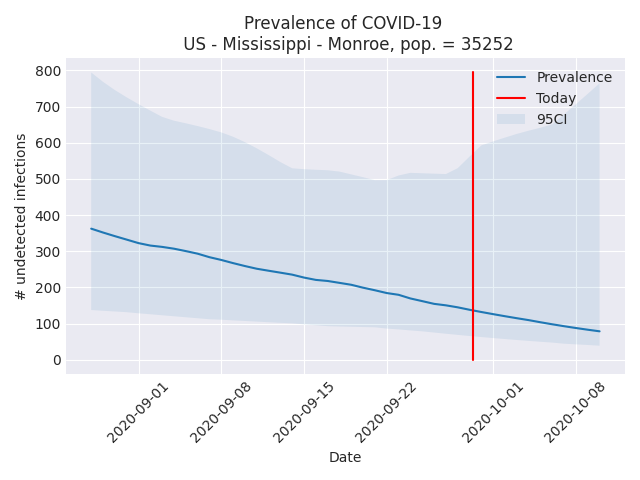 Prevalence of COVID-19
US - Mississippi - Monroe, pop. = 35252
# undetected infections
800
700
600
500
400
300
200
100
0
Prevalence
Today
95CI
2020-09-01
2020-09-08
2020-09-15
2020-09-22
2020-10-01
2020-10-08
Date